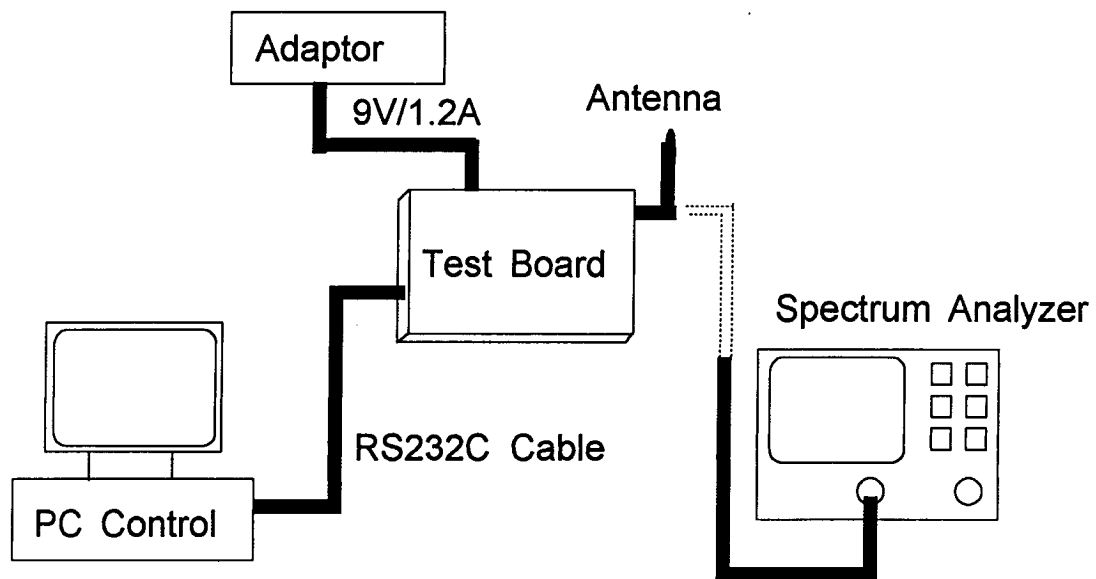 Adaptor
9V/1.2A
Antenna
Test Board
Spectrum Analyzer
RS232C Cable
PC Control